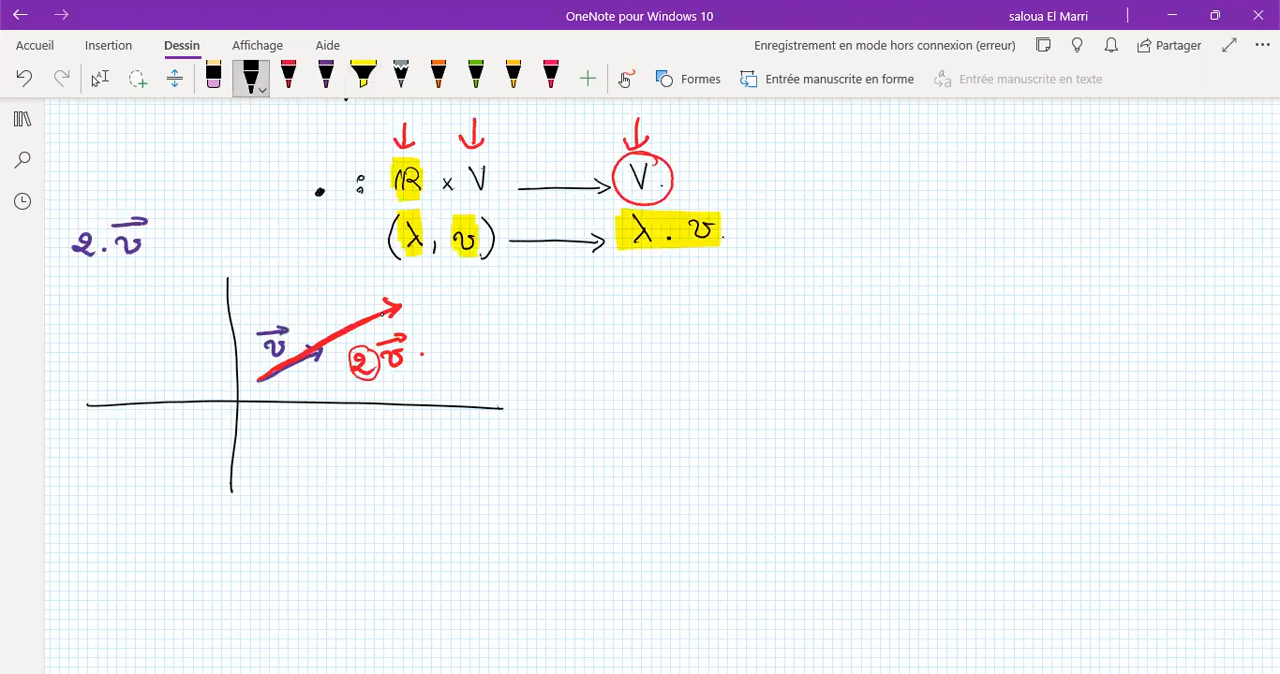 OneNote pour Windows 10
saloua El Marri
Accueil Insertion Dessin Affichage Aide
Enregistrement en mode hors connexion (erreur)
Partager
Formes
Entrée manuscrite en forme
Entrée manuscrite en texte
• : ℝ × V → V.
(λ, v) → λ . v.
2 . v⃗
v⃗
2 v⃗ .